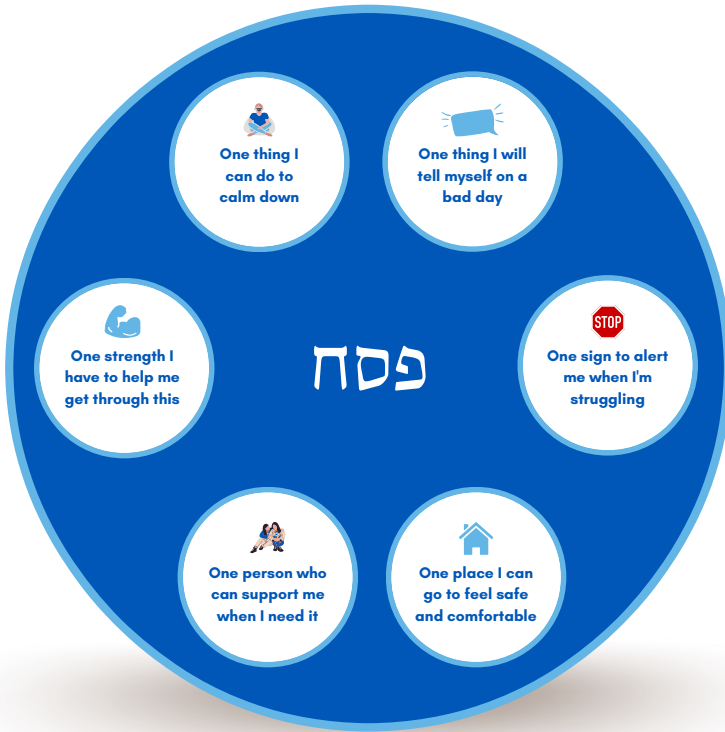 One thing I
can do to
calm down
One thing I will
tell myself on a
bad day
One strength I
have to help me
get through this
פסח
STOP
One sign to alert
me when I'm
struggling
One person who
can support me
when I need it
One place I can
go to feel safe
and comfortable